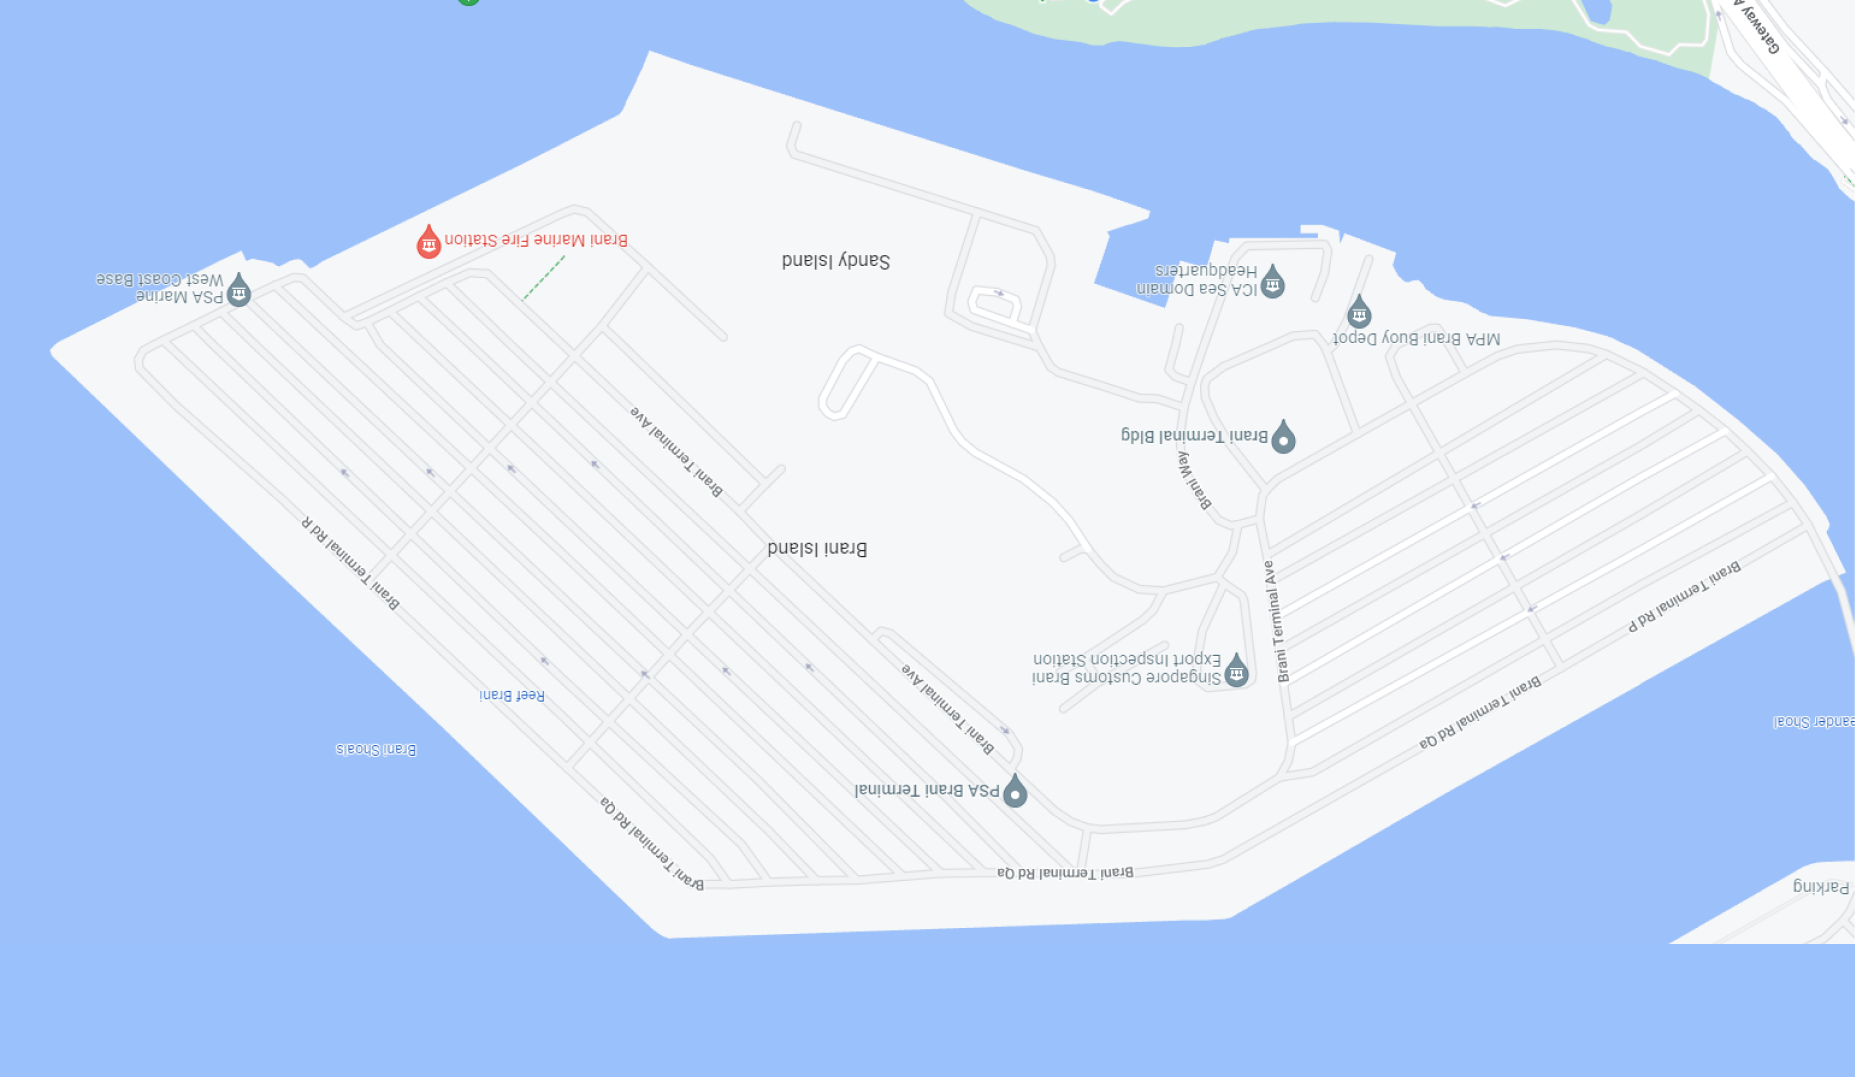 Parking
Brani Terminal Rd Qa
Brani Terminal Rd Qa
PSA Brani Terminal
Brani Shoals
Brani Terminal Ave
Brani Terminal Rd Qa
Reef Brani
Singapore Customs Brani
Export Inspection Station
Brani Terminal Ave
Brani Terminal Rd P
Brani Terminal Rd R
Brani Island
Brani Way
Brani Terminal Ave
Brani Terminal Bldg
MPA Brani Buoy Depot
PSA Marine
West Coast Base
ICA Sea Domain
Headquarters
Sandy Island
Brani Marine Fire Station
Gateway